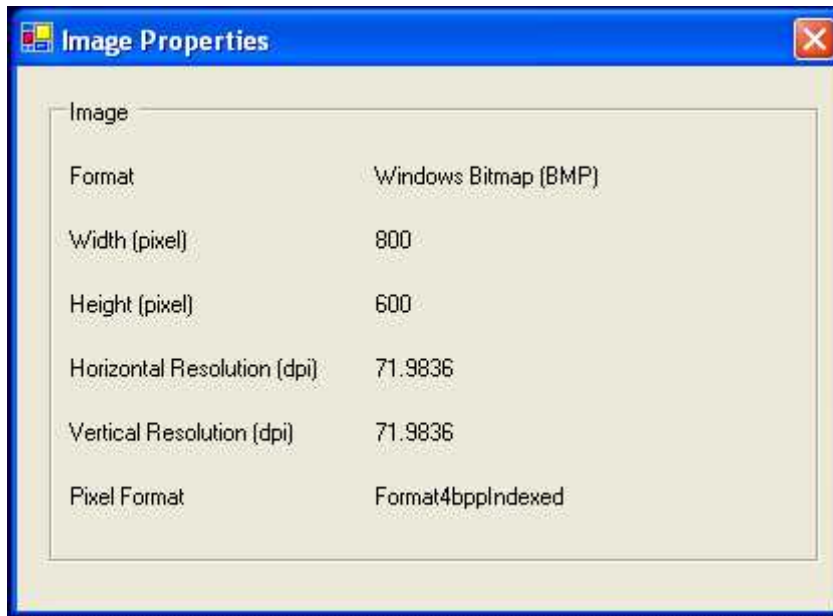 Image Properties
Image
Format Windows Bitmap (BMP)
Width (pixel) 800
Height (pixel) 600
Horizontal Resolution (dpi) 71.9836
Vertical Resolution (dpi) 71.9836
Pixel Format Format4bppIndexed